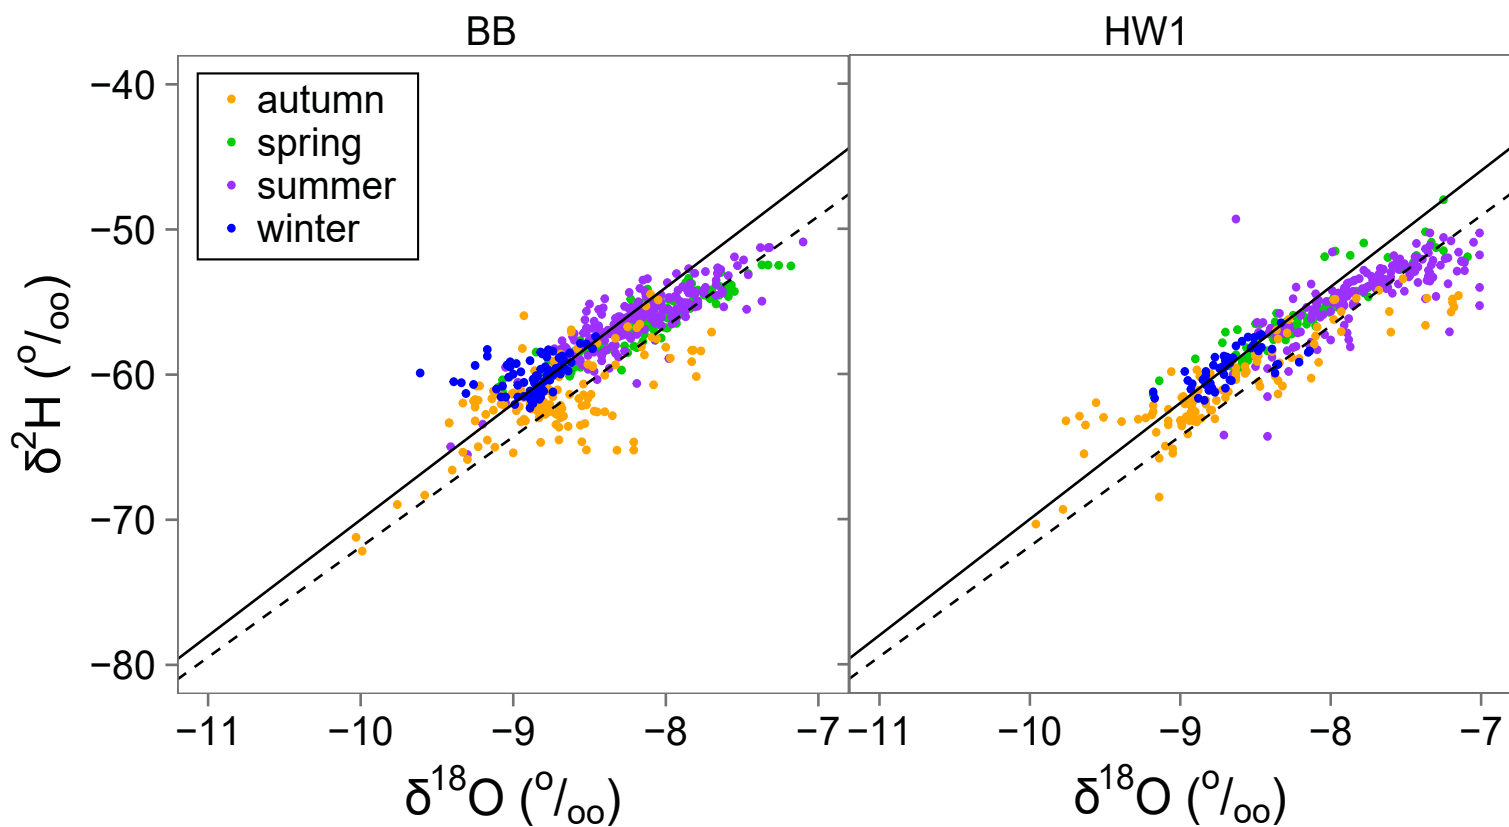 BB
HW1
autumn
spring
summer
winter
−40
−50
−60
−70
−80
δ²H (º/ₒₒ)
−11 −10 −9 −8 −7
−11 −10 −9 −8 −7
δ¹⁸O (º/ₒₒ)
δ¹⁸O (º/ₒₒ)